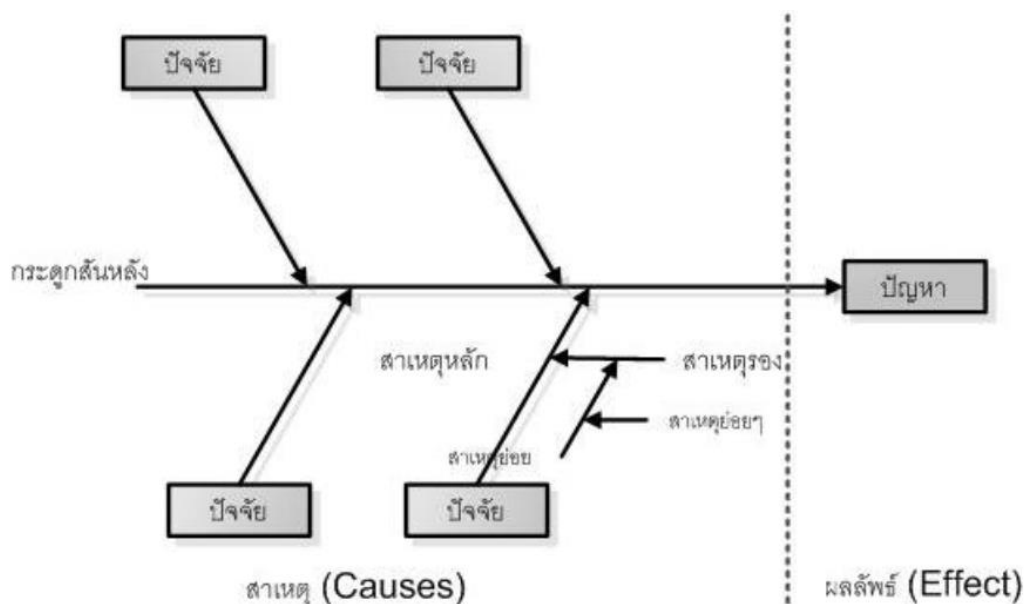 ปัจจัย
ปัจจัย
กระดูกสันหลัง
ปัญหา
สาเหตุหลัก
สาเหตุรอง
สาเหตุย่อยๆ
สาเหตุย่อย
ปัจจัย
ปัจจัย
สาเหตุ (Causes)
ผลลัพธ์ (Effect)